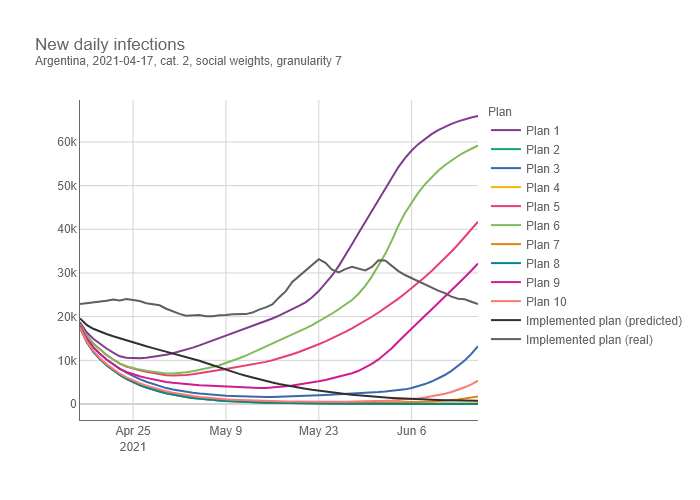 New daily infections
Argentina, 2021-04-17, cat. 2, social weights, granularity 7
60k
50k
40k
30k
20k
10k
0
Apr 25
2021
May 9
May 23
Jun 6
Plan
Plan 1
Plan 2
Plan 3
Plan 4
Plan 5
Plan 6
Plan 7
Plan 8
Plan 9
Plan 10
Implemented plan (predicted)
Implemented plan (real)